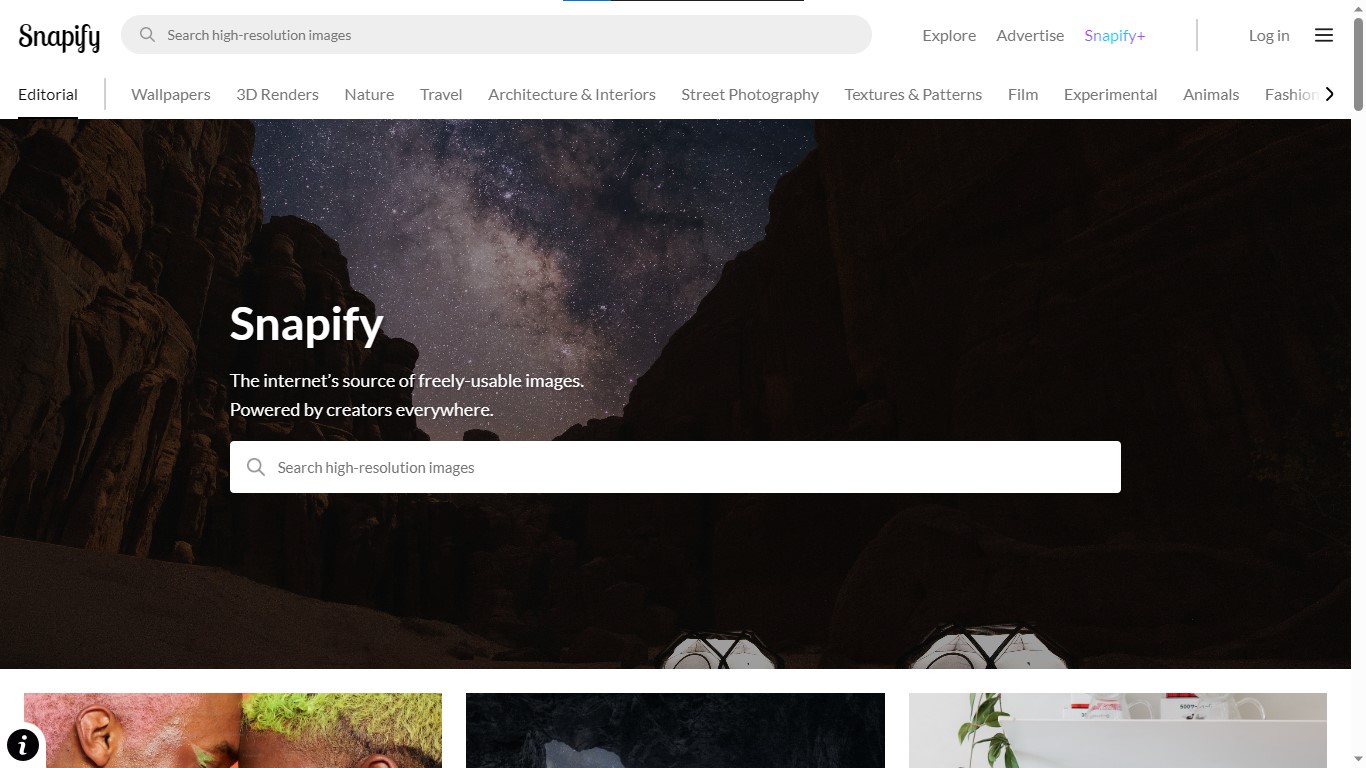 Snapify
Search high-resolution images
Explore
Advertise
Snapify+
Log in
Editorial
Wallpapers
3D Renders
Nature
Travel
Architecture & Interiors
Street Photography
Textures & Patterns
Film
Experimental
Animals
Fashion
Snapify
The internet's source of freely-usable images.
Powered by creators everywhere.
Search high-resolution images
i